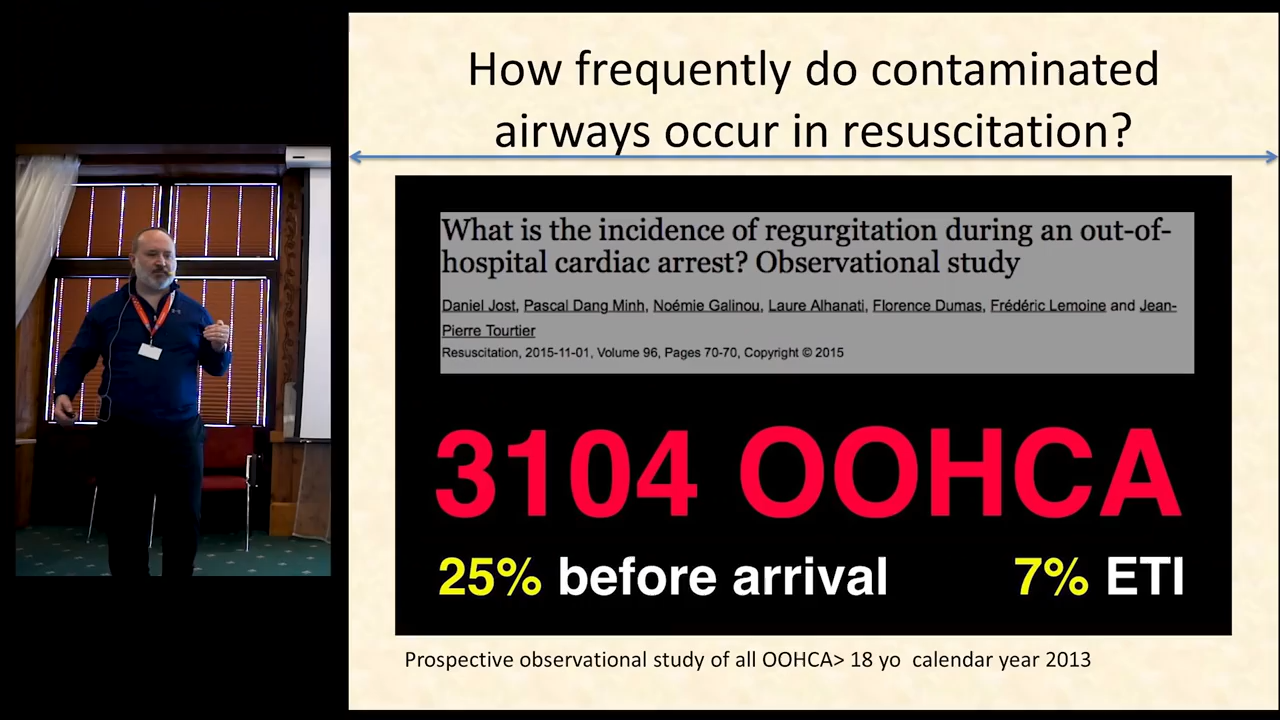 How frequently do contaminated
airways occur in resuscitation?
What is the incidence of regurgitation during an out-of-
hospital cardiac arrest? Observational study
Daniel Jost, Pascal Dang Minh, Noémie Galinou, Laure Alhanati, Florence Dumas, Frédéric Lemoine and Jean-
Pierre Tourtier
Resuscitation, 2015-11-01, Volume 96, Pages 70-70, Copyright © 2015
3104 OOHCA
25% before arrival 7% ETI
Prospective observational study of all OOHCA> 18 yo calendar year 2013